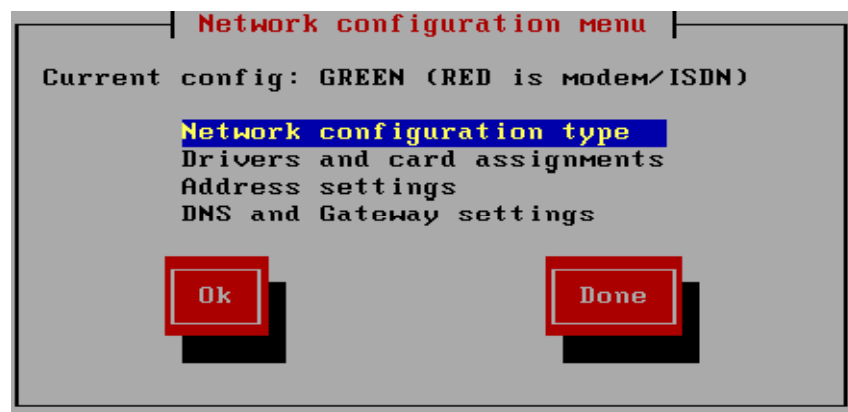 Network configuration menu
Current config: GREEN (RED is modem/ISDN)
Network configuration type
Drivers and card assignments
Address settings
DNS and Gateway settings
Ok Done